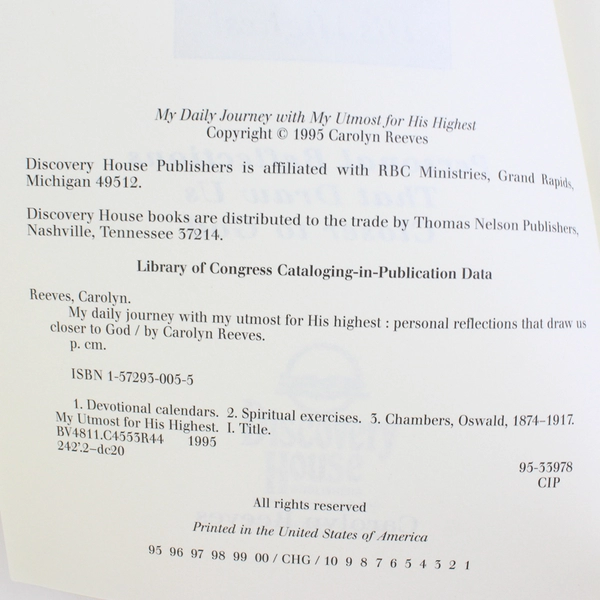 My Daily Journey with My Utmost for His Highest
Copyright © 1995 Carolyn Reeves
Discovery House Publishers is affiliated with RBC Ministries, Grand Rapids,
Michigan 49512.
Discovery House books are distributed to the trade by Thomas Nelson Publishers,
Nashville, Tennessee 37214.
Library of Congress Cataloging-in-Publication Data
Reeves, Carolyn.
My daily journey with my utmost for His highest : personal reflections that draw us
closer to God / by Carolyn Reeves.
p. cm.
ISBN 1-57293-005-5
1. Devotional calendars. 2. Spiritual exercises. 3. Chambers, Oswald, 1874–1917.
My Utmost for His Highest. I. Title.
BV4811.C4553R44 1995
242'.2–dc20
95-33978
CIP
All rights reserved
Printed in the United States of America
95 96 97 98 99 00 / CHG / 10 9 8 7 6 5 4 3 2 1